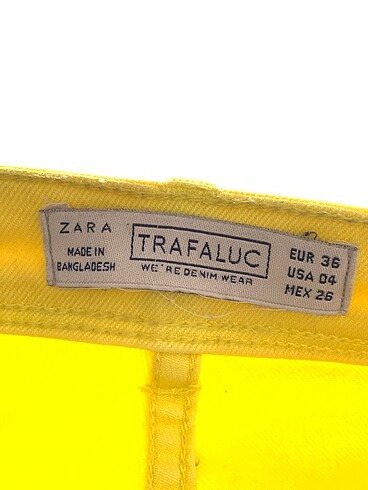 ZARA
MADE IN
BANGLADESH
TRAFALUC
WE'RE DENIM WEAR
EUR 36
USA 04
MEX 26